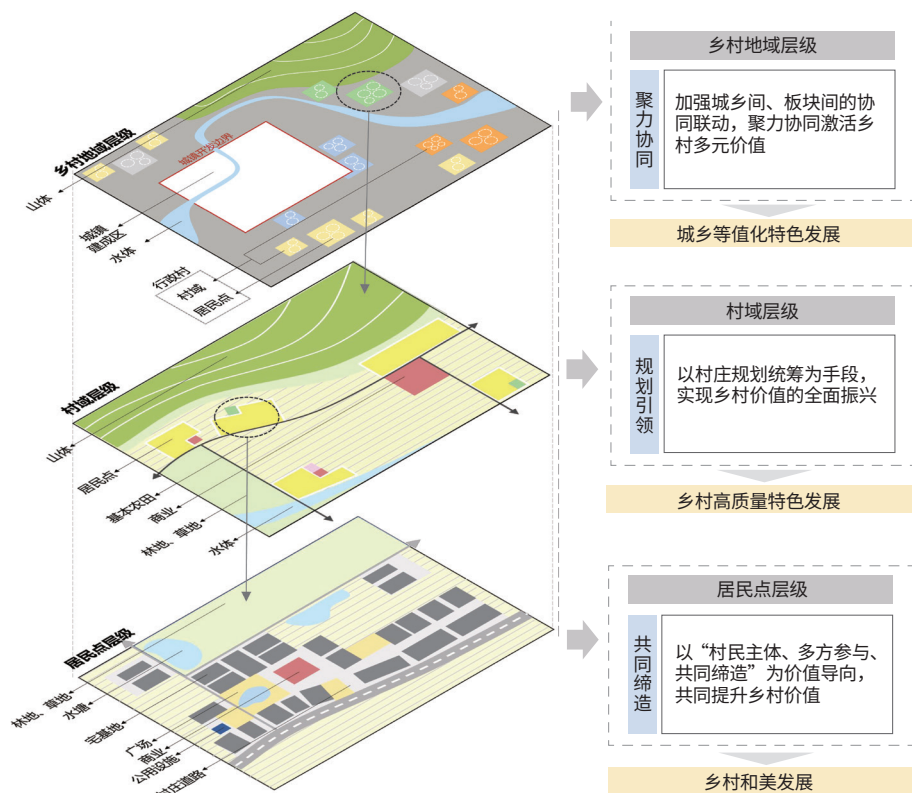 乡村地域层级
山体
城镇
建成区
水体
行政村
村域
居民点
城镇开发边界
乡村地域层级
聚力协同
加强城乡间、板块间的协
同联动，聚力协同激活乡
村多元价值
城乡等值化特色发展
村域层级
山体
居民点
基本农田
商业
林地、草地
水体
村域层级
规划引领
以村庄规划统筹为手段，
实现乡村价值的全面振兴
乡村高质量特色发展
居民点层级
林地、草地
水塘
宅基地
广场
商业
公用设施
村庄道路
居民点层级
共同缔造
以“村民主体、多方参与、
共同缔造”为价值导向，
共同提升乡村价值
乡村和美发展